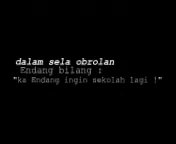 dalam sela obrolan
Endang bilang :
"ka Endang ingin sekolah lagi !"